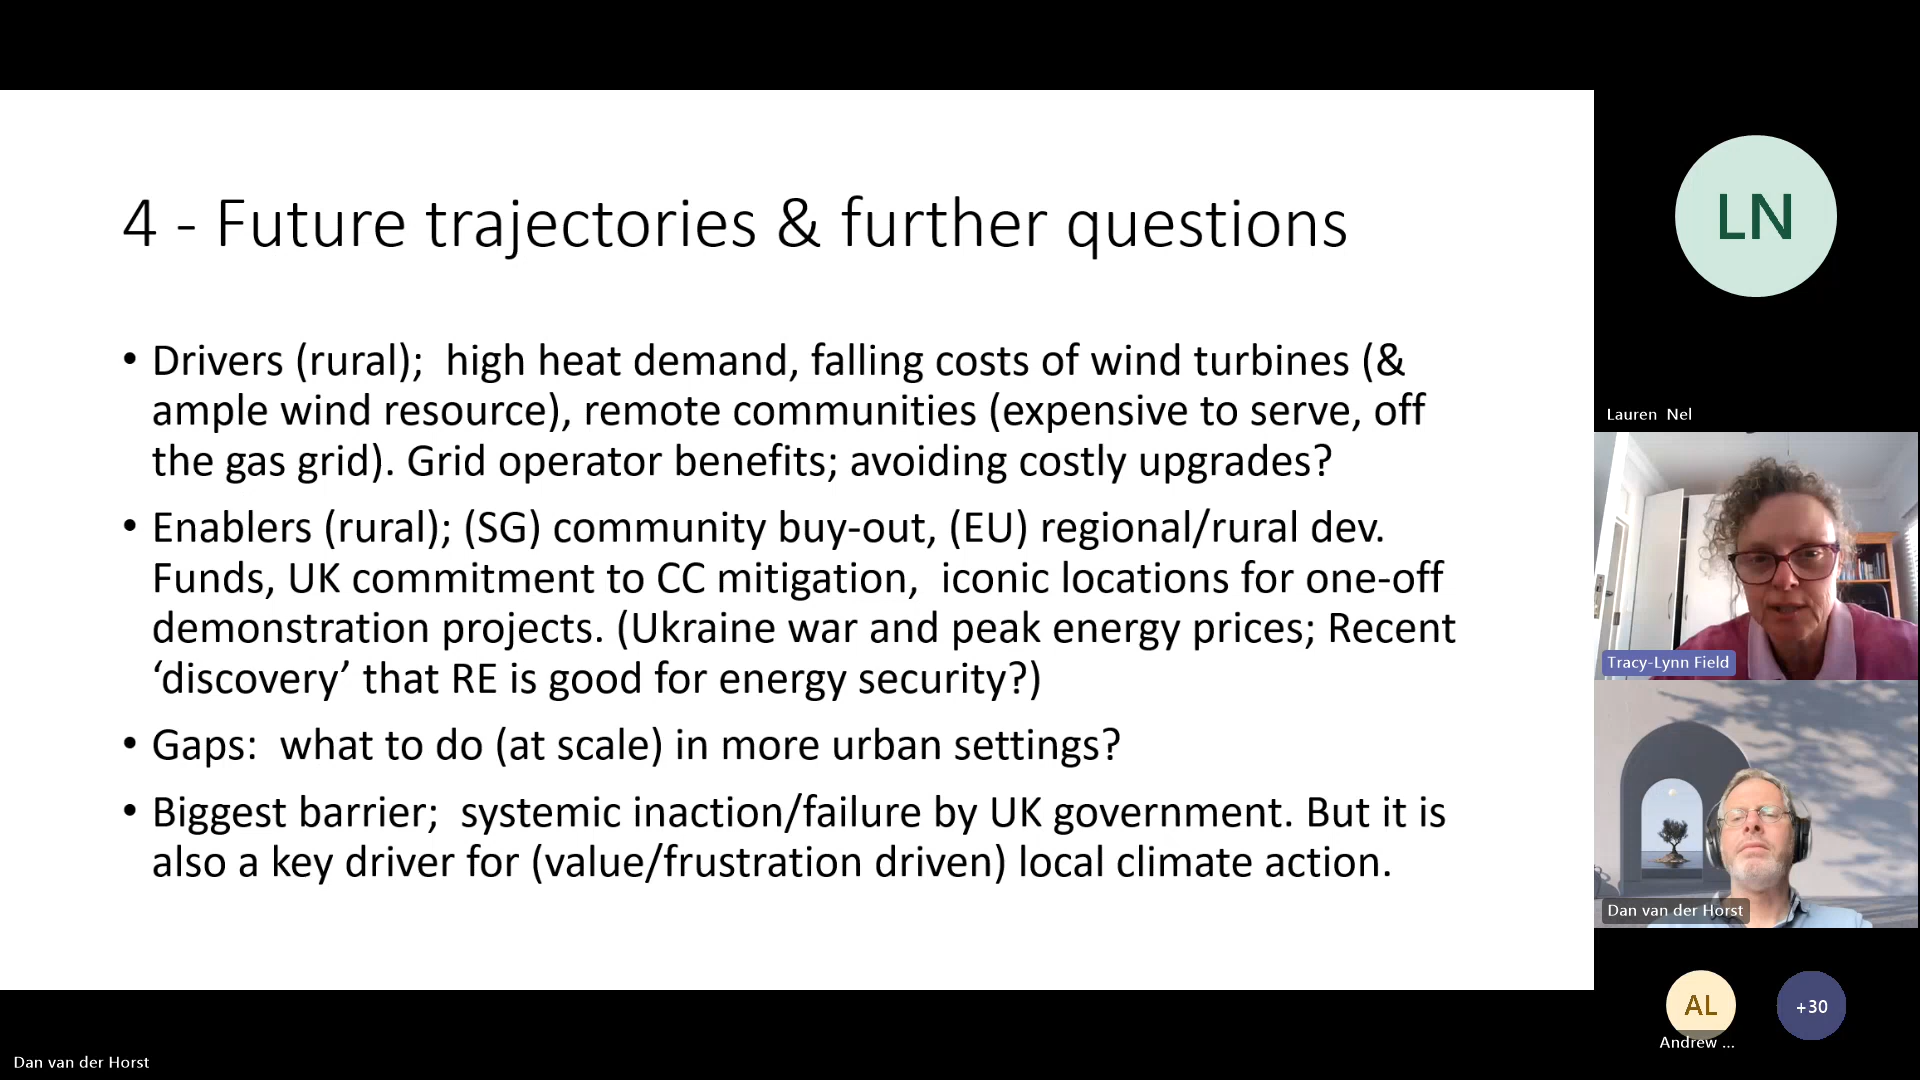 4 - Future trajectories & further questions
• Drivers (rural);  high heat demand, falling costs of wind turbines (&
ample wind resource), remote communities (expensive to serve, off
the gas grid). Grid operator benefits; avoiding costly upgrades?
• Enablers (rural); (SG) community buy-out, (EU) regional/rural dev.
Funds, UK commitment to CC mitigation,  iconic locations for one-off
demonstration projects. (Ukraine war and peak energy prices; Recent
‘discovery’ that RE is good for energy security?)
• Gaps:  what to do (at scale) in more urban settings?
• Biggest barrier;  systemic inaction/failure by UK government. But it is
also a key driver for (value/frustration driven) local climate action.
LN
Lauren  Nel
Tracy-Lynn Field
Dan van der Horst
AL
+30
Andrew ...
Dan van der Horst